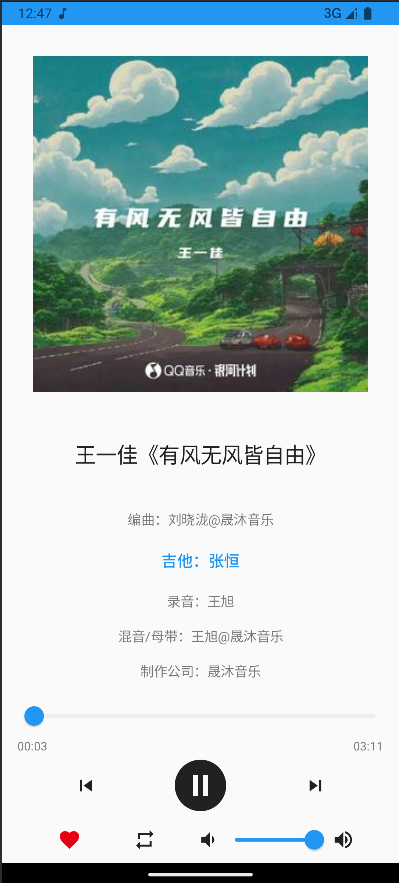 12:47
3G
有风无风皆自由
王一佳
QQ音乐·银河计划
王一佳《有风无风皆自由》
编曲：刘晓泷@晟沐音乐
吉他：张恒
录音：王旭
混音/母带：王旭@晟沐音乐
制作公司：晟沐音乐
00:03
03:11